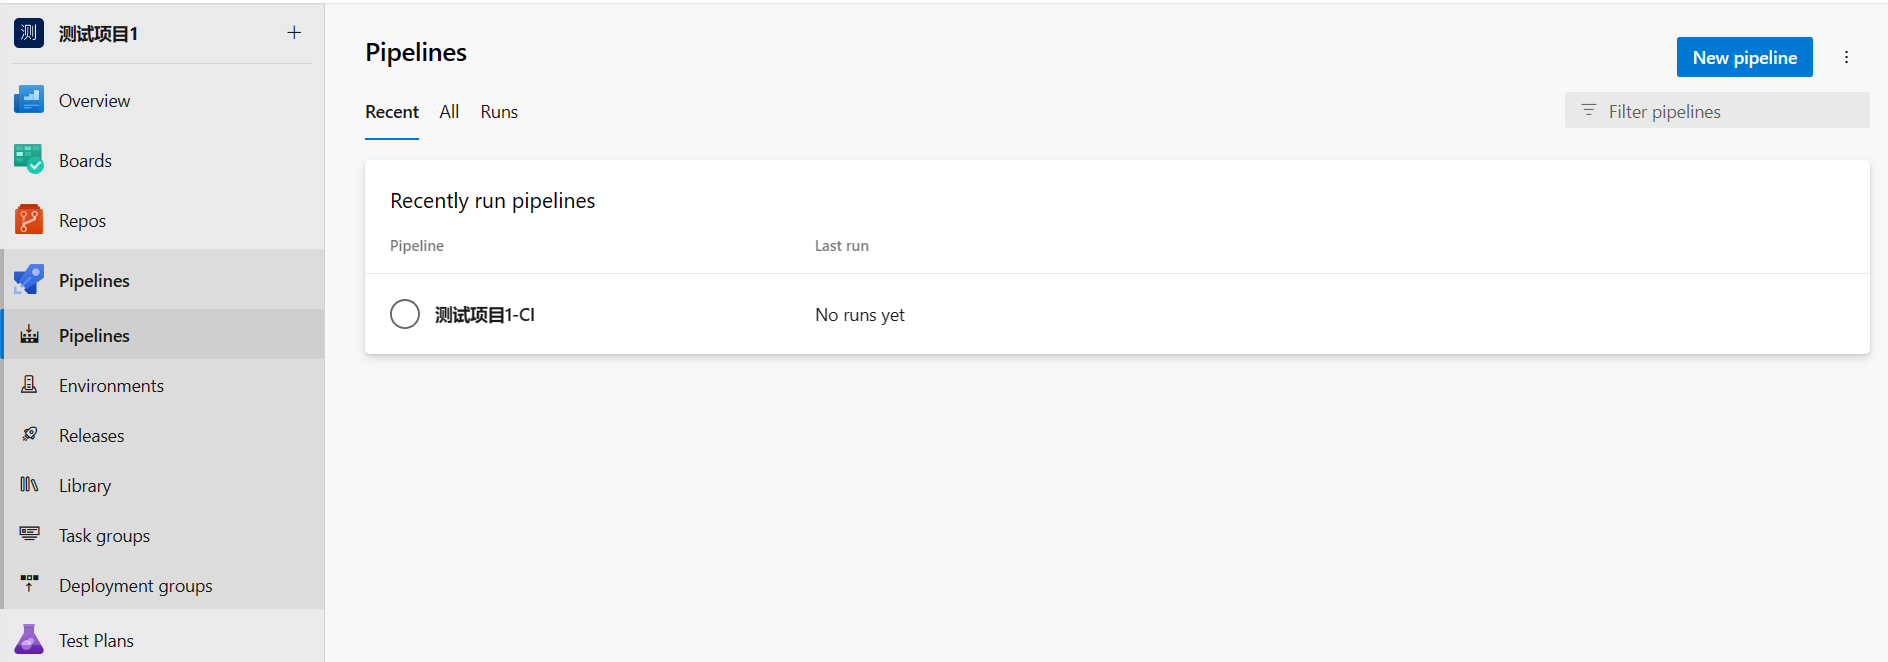 测 测试项目1
Overview
Boards
Repos
Pipelines
Pipelines
Environments
Releases
Library
Task groups
Deployment groups
Test Plans
Pipelines
New pipeline
Recent All Runs
Filter pipelines
Recently run pipelines
Pipeline Last run
测试项目1-CI No runs yet